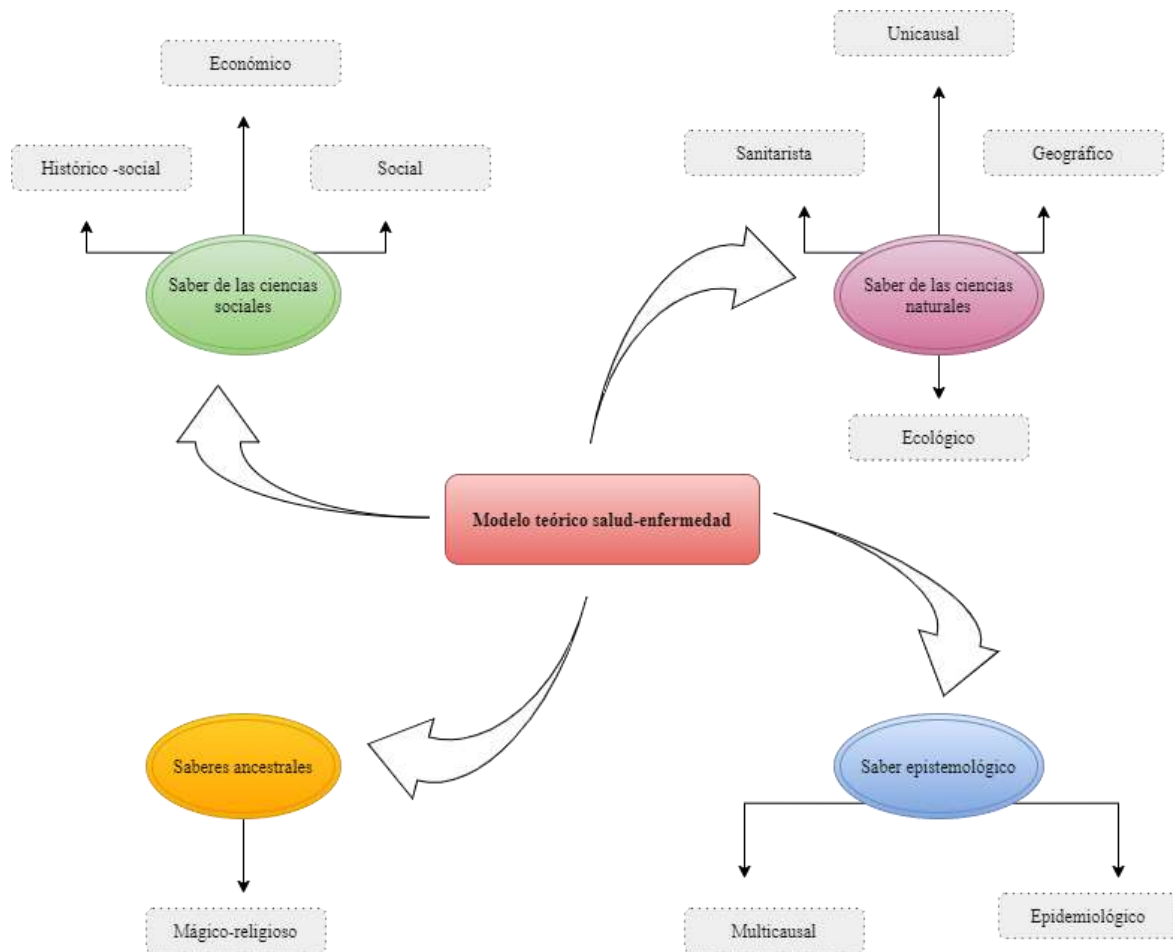 Unicausal
Económico
Sanitarista
Geográfico
Histórico -social
Social
Saber de las ciencias
sociales
Saber de las ciencias
naturales
Ecológico
Modelo teórico salud-enfermedad
Saberes ancestrales
Saber epistemológico
Mágico-religioso
Multicausal
Epidemiológico